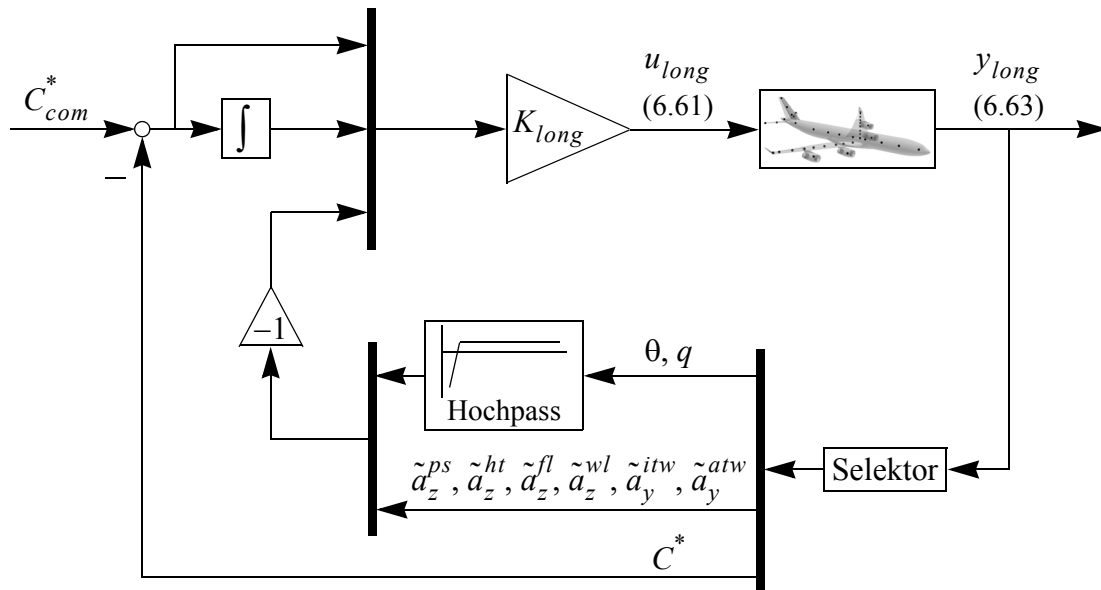 C*com
−
∫
K_long
u_long
(6.61)
y_long
(6.63)
−1
Hochpass
θ, q
Selektor
ã_z^ps, ã_z^ht, ã_z^fl, ã_z^wl, ã_y^itw, ã_y^atw
C*